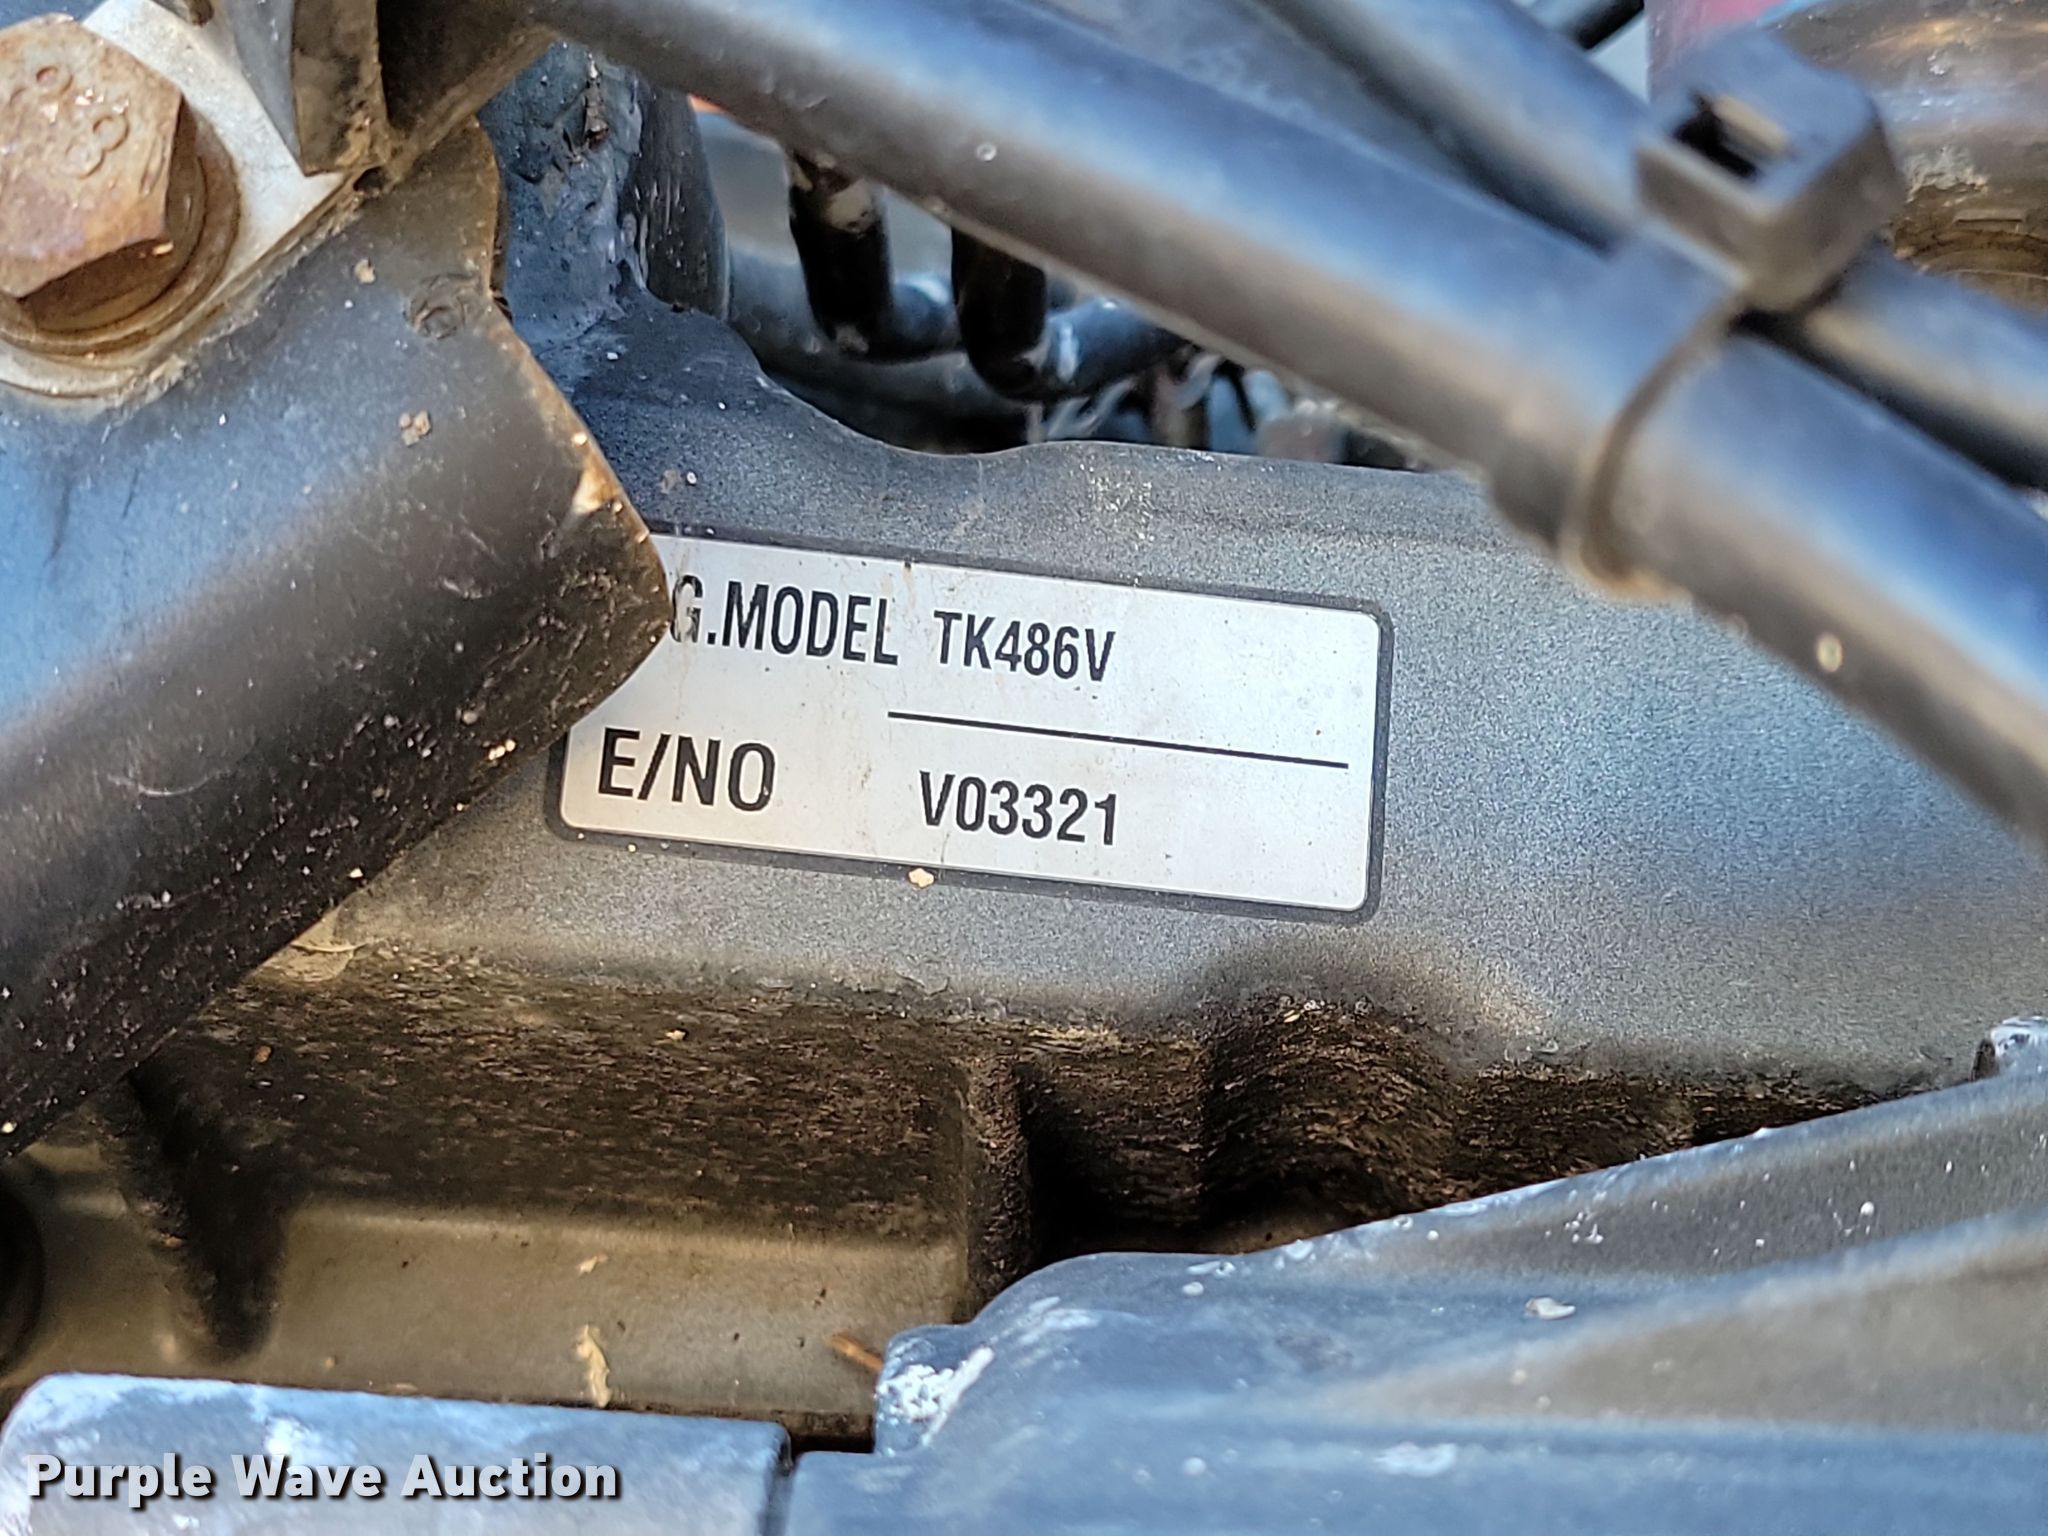 G.MODEL TK486V
E/NO V03321
Purple Wave Auction